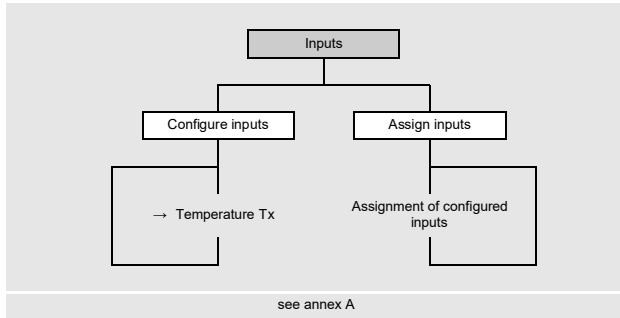 Inputs
Configure inputs
Assign inputs
→ Temperature Tx
Assignment of configured
inputs
see annex A